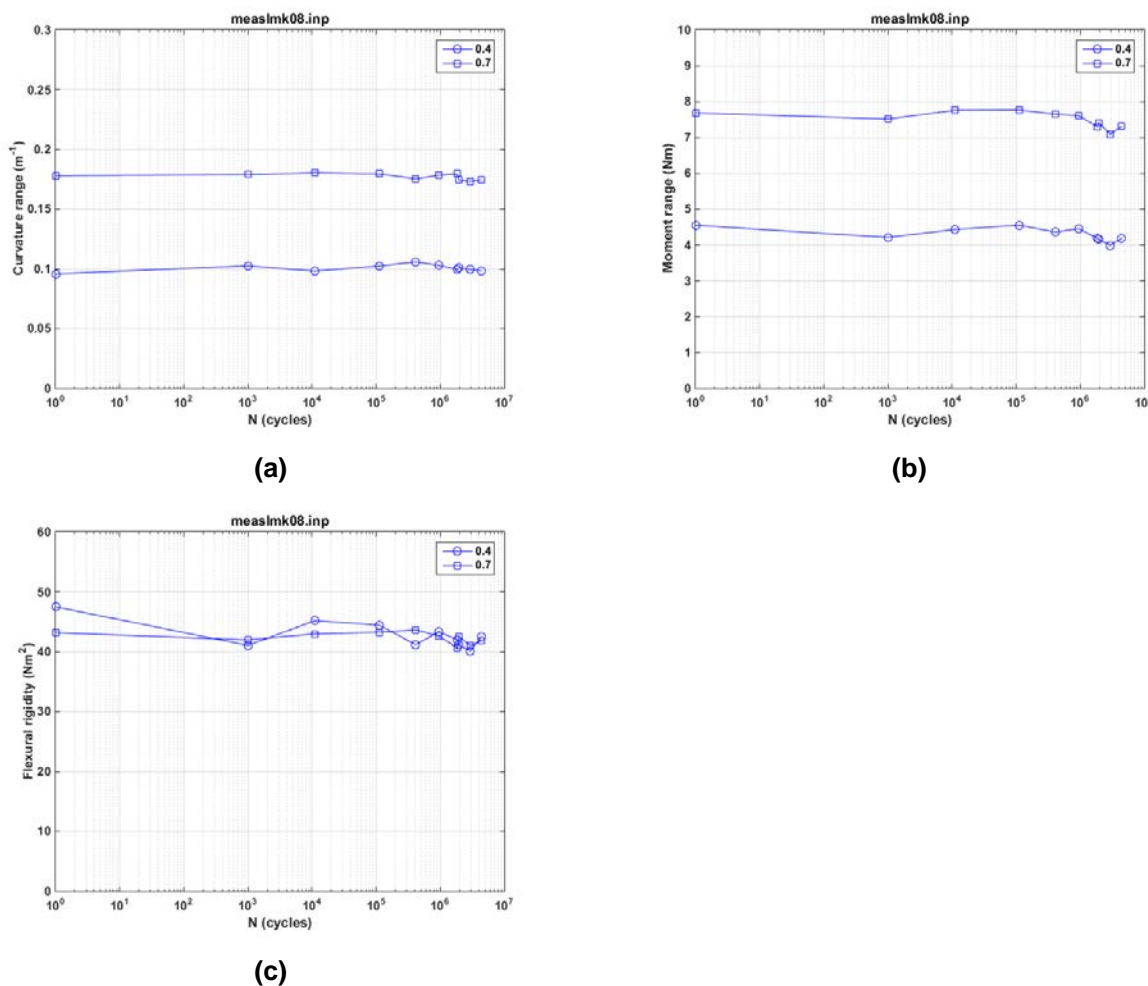 measlmk08.inp
0.3
0.25
0.2
0.15
0.1
0.05
0
Curvature range (m⁻¹)
0.4
0.7
10⁰ 10¹ 10² 10³ 10⁴ 10⁵ 10⁶ 10⁷
N (cycles)
(a)
measlmk08.inp
10
9
8
7
6
5
4
3
2
1
0
Moment range (Nm)
0.4
0.7
10⁰ 10¹ 10² 10³ 10⁴ 10⁵ 10⁶ 10
N (cycles)
(b)
measlmk08.inp
60
50
40
30
20
10
0
Flexural rigidity (Nm²)
0.4
0.7
10⁰ 10¹ 10² 10³ 10⁴ 10⁵ 10⁶ 10⁷
N (cycles)
(c)